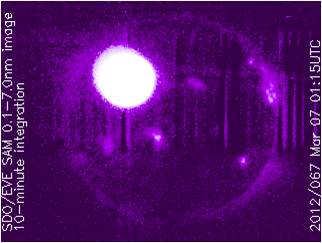 SDO/EVE SAM 0.1-7.0nm image
10-minute integration
2012/067 Mar 07 01:15UTC